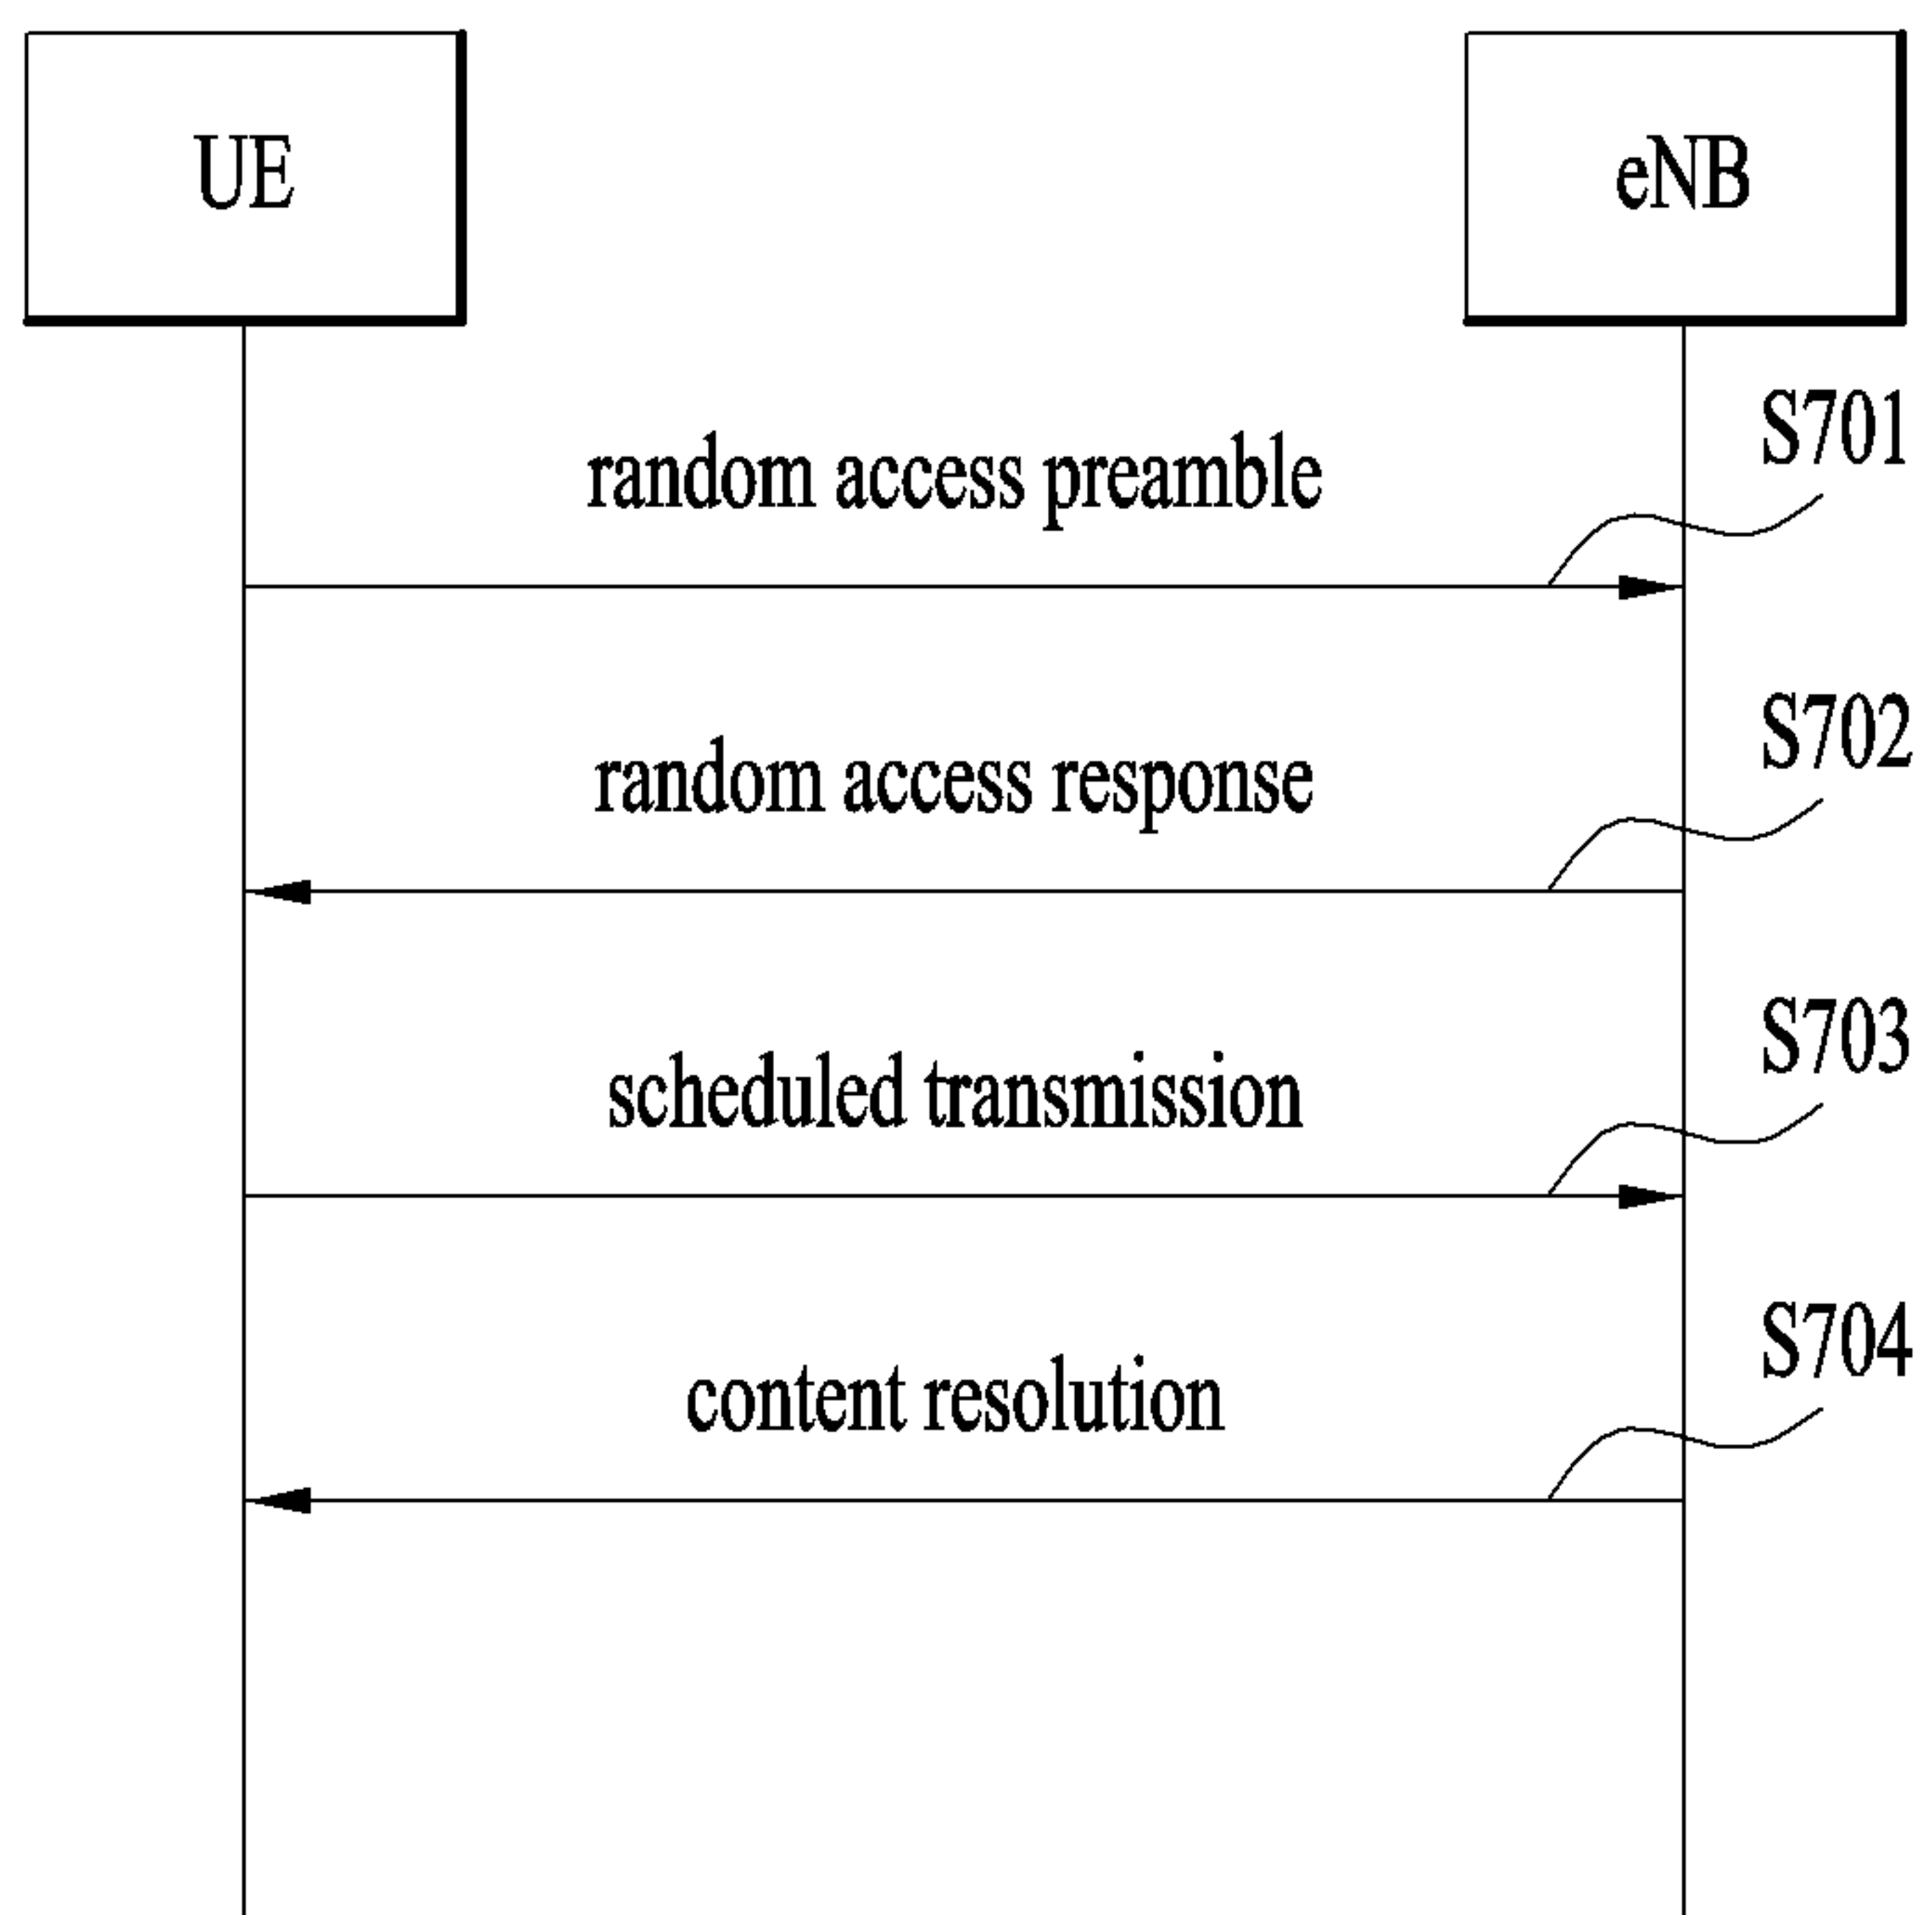 UE
eNB
S701
random access preamble
S702
random access response
S703
scheduled transmission
S704
content resolution